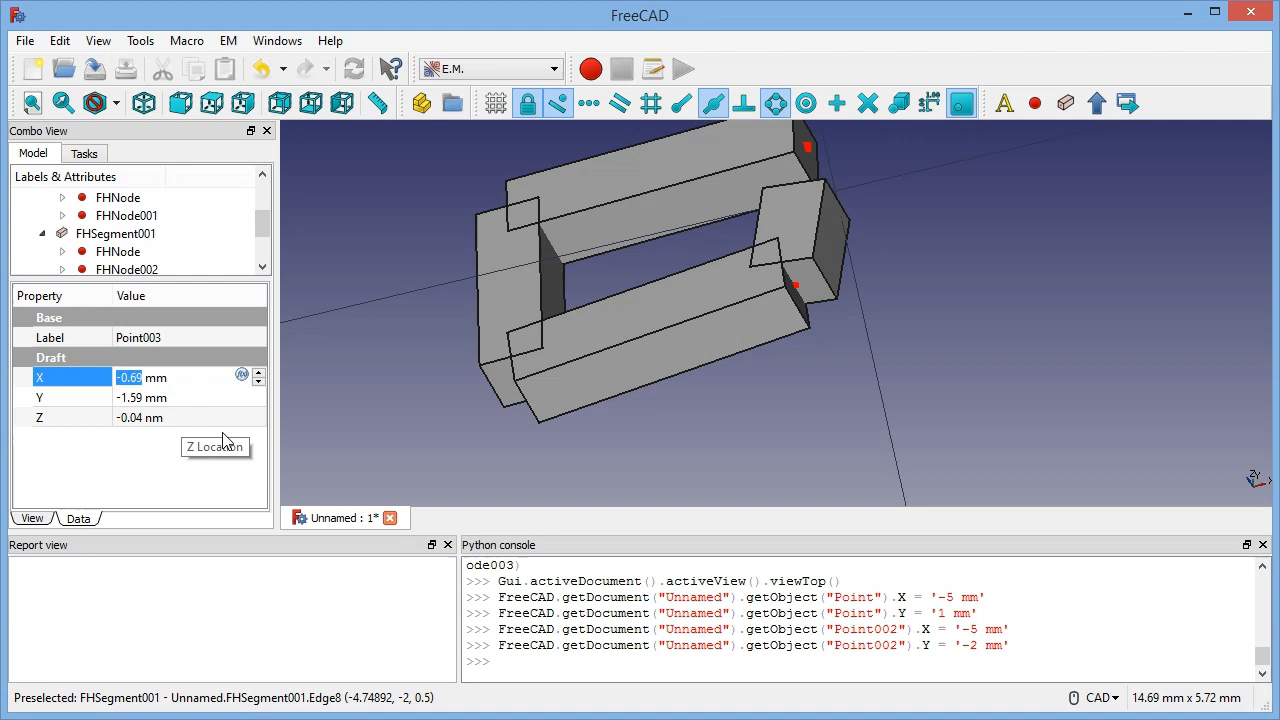 FreeCAD
File Edit View Tools Macro EM Windows Help
E.M.
1.00
Combo View
Model Tasks
Labels & Attributes
FHNode
FHNode001
FHSegment001
FHNode
FHNode002
Property Value
Base
Label Point003
Draft
X -0.69 mm
Y -1.59 mm
Z -0.04 nm
Z Location
View Data
Unnamed : 1*
Report view
Python console
ode003)
>>> Gui.activeDocument().activeView().viewTop()
>>> FreeCAD.getDocument("Unnamed").getObject("Point").X = '-5 mm'
>>> FreeCAD.getDocument("Unnamed").getObject("Point").Y = '1 mm'
>>> FreeCAD.getDocument("Unnamed").getObject("Point002").X = '-5 mm'
>>> FreeCAD.getDocument("Unnamed").getObject("Point002").Y = '-2 mm'
>>>
Preselected: FHSegment001 - Unnamed.FHSegment001.Edge8 (-4.74892, -2, 0.5)
CAD
14.69 mm x 5.72 mm